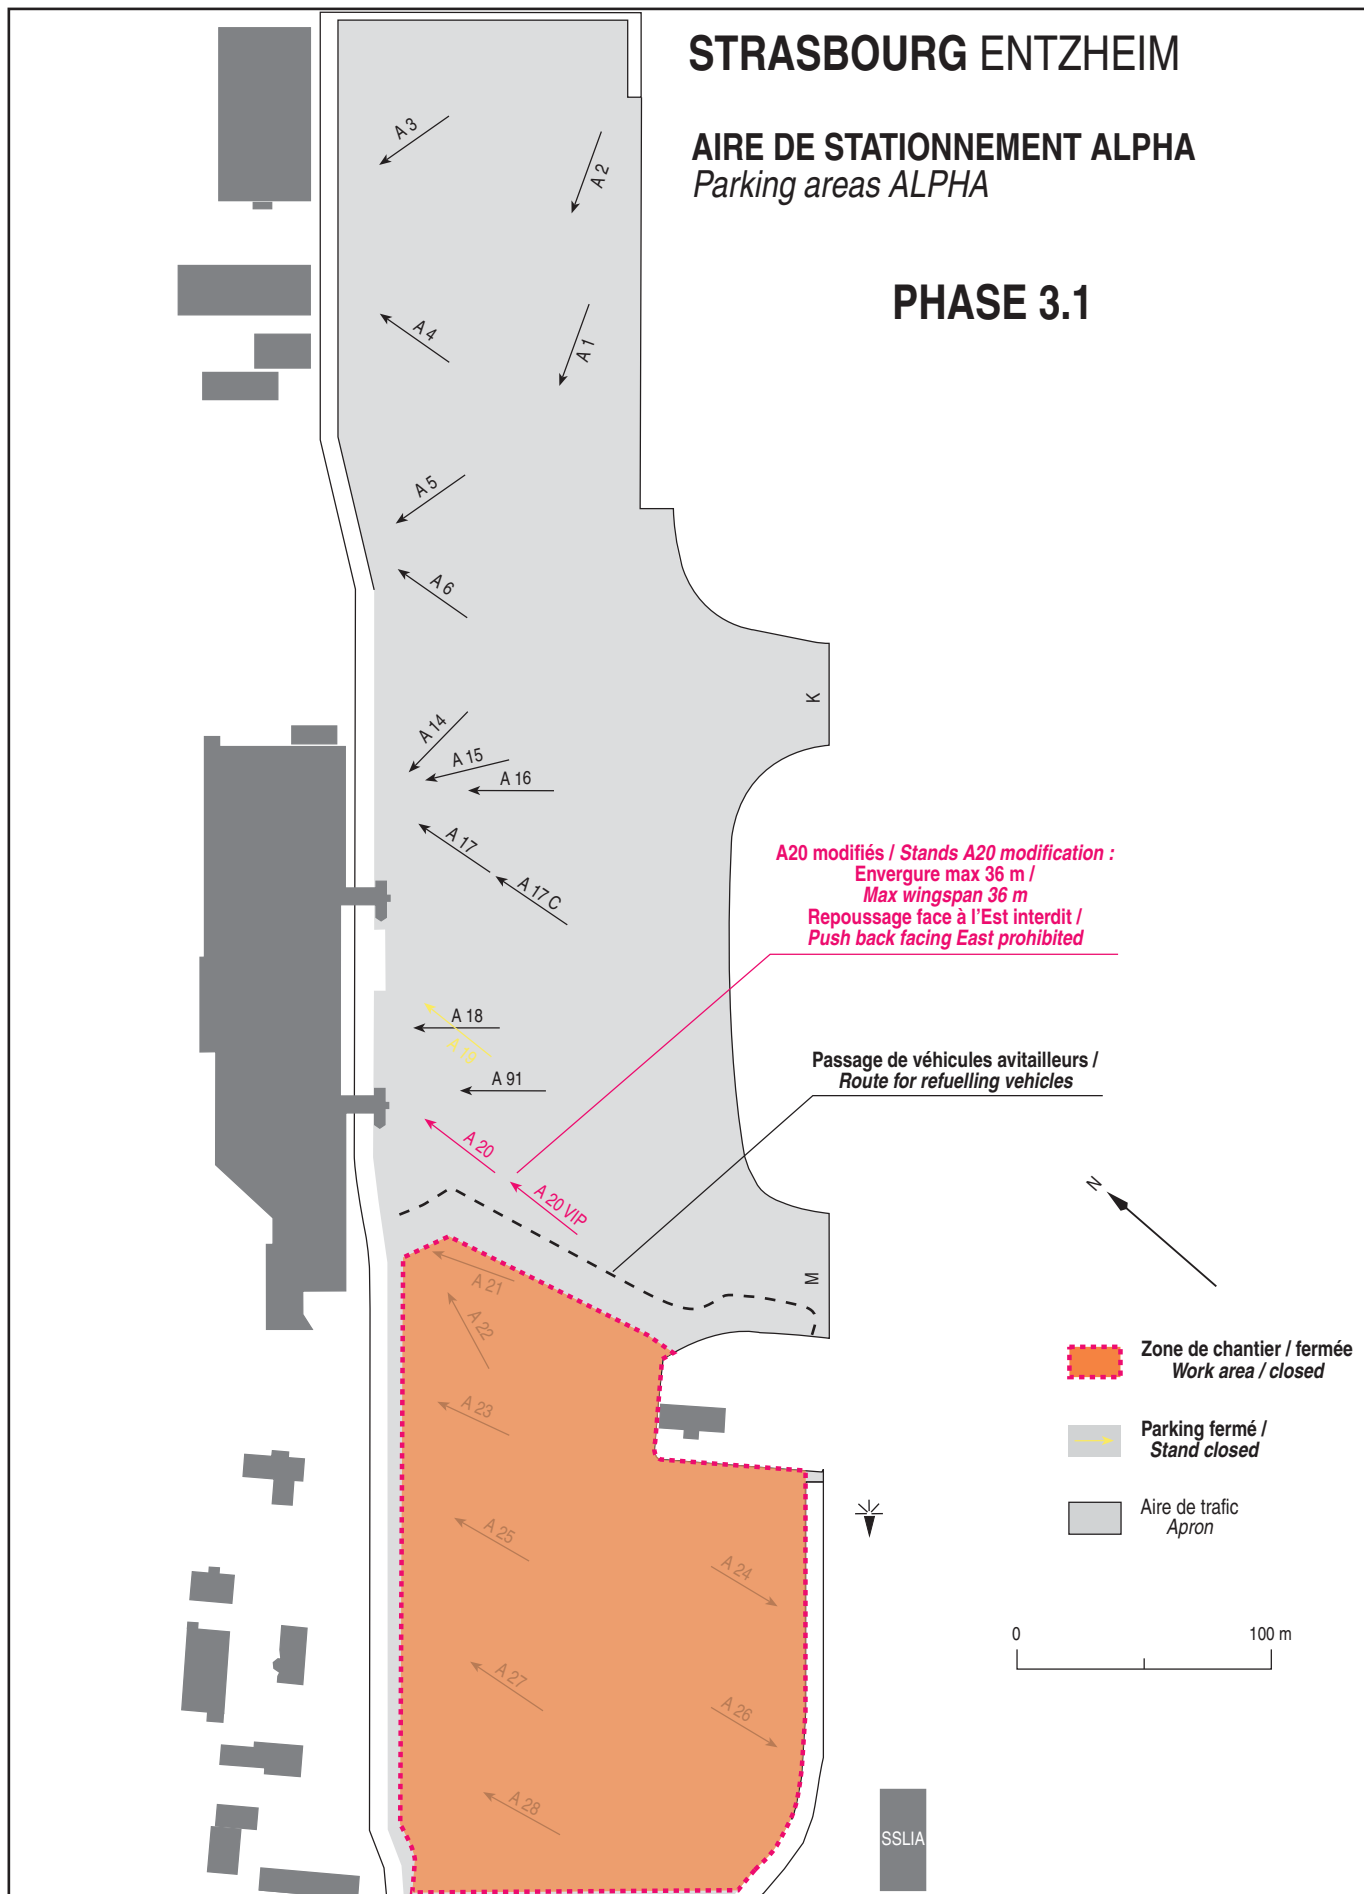 STRASBOURG ENTZHEIM
AIRE DE STATIONNEMENT ALPHA
Parking areas ALPHA
PHASE 3.1
A 3
A 2
A 4
A 1
A 5
A 6
K
A 14
A 15
A 16
A 17
A 17 C
A20 modifiés / Stands A20 modification :
Envergure max 36 m /
Max wingspan 36 m
Repoussage face à l'Est interdit /
Push back facing East prohibited
A 18
A 19
A 91
Passage de véhicules avitailleurs /
Route for refuelling vehicles
A 20
A 20 VIP
N
M
A 21
A 22
A 23
A 25
A 24
A 27
A 26
A 28
Zone de chantier / fermée
Work area / closed
Parking fermé /
Stand closed
Aire de trafic
Apron
0
100 m
SSLIA